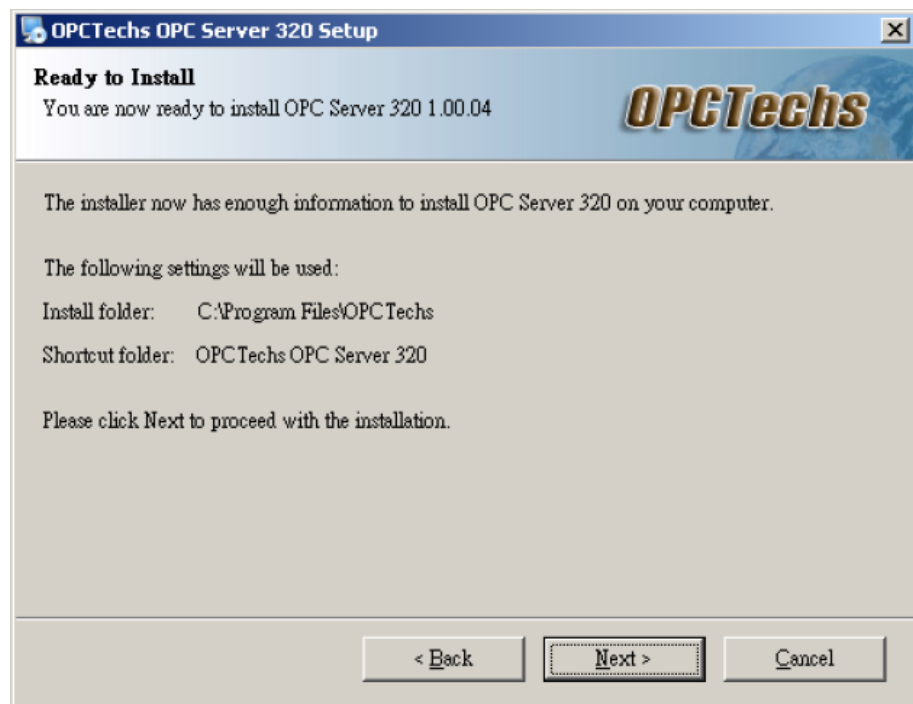 OPCTechs OPC Server 320 Setup
Ready to Install
You are now ready to install OPC Server 320 1.00.04
OPCTechs
The installer now has enough information to install OPC Server 320 on your computer.
The following settings will be used:
Install folder: C:\Program Files\OPCTechs
Shortcut folder: OPCTechs OPC Server 320
Please click Next to proceed with the installation.
< Back
Next >
Cancel